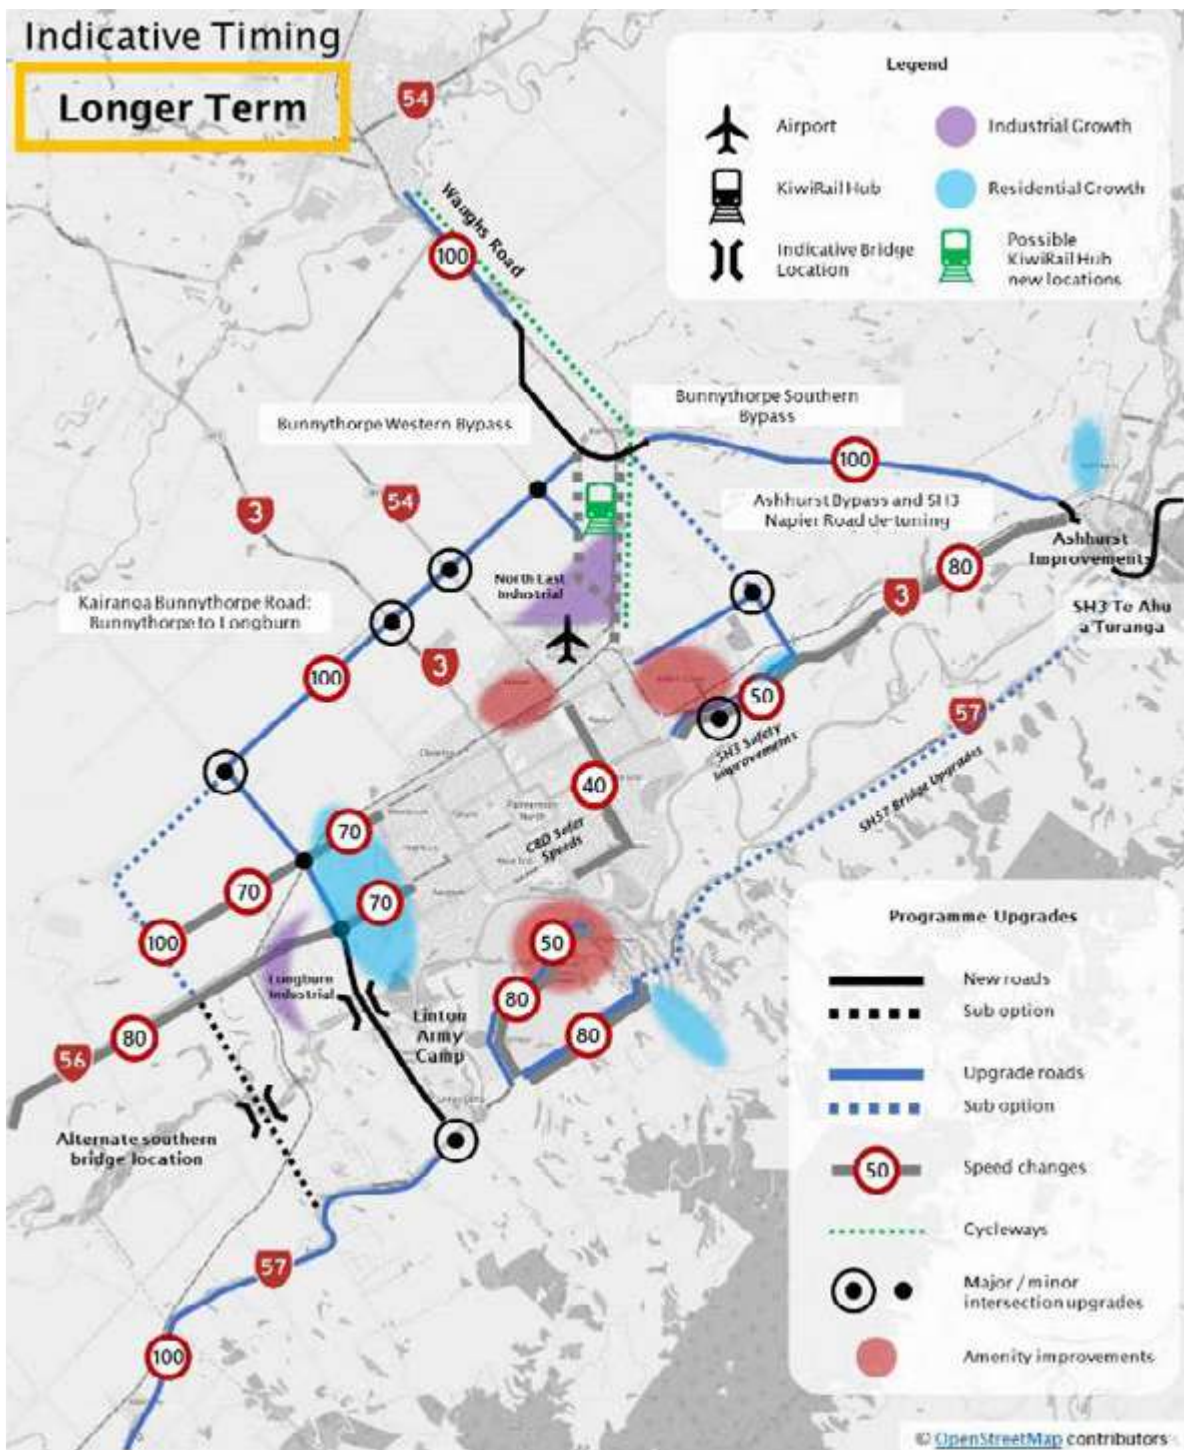 Indicative Timing
Longer Term
Legend
Airport
Industrial Growth
KiwiRail Hub
Residential Growth
Indicative Bridge
Location
Possible
KiwiRail Hub
new locations
54
Waughs Road
100
Bunnythorpe Western Bypass
Bunnythorpe Southern
Bypass
100
3
54
Ashhurst Bypass and SH3
Napier Road de-tuning
Ashhurst
Improvements
80
3
North East
Industrial
Kairanga Bunnythorpe Road:
Bunnythorpe to Longburn
SH3 Te Ahu
a'Turanga
3
100
50
57
SH3 Safety
Improvements
SH57 Bridge Upgrades
40
Palmerston
North
CBD Safer
Speeds
70
70
70
100
50
Longburn
Industrial
Linton
Army
Camp
80
80
80
56
Alternate southern
bridge location
57
100
Programme Upgrades
New roads
Sub option
Upgrade roads
Sub option
50
Speed changes
Cycleways
Major / minor
intersection upgrades
Amenity improvements
© OpenStreetMap contributors